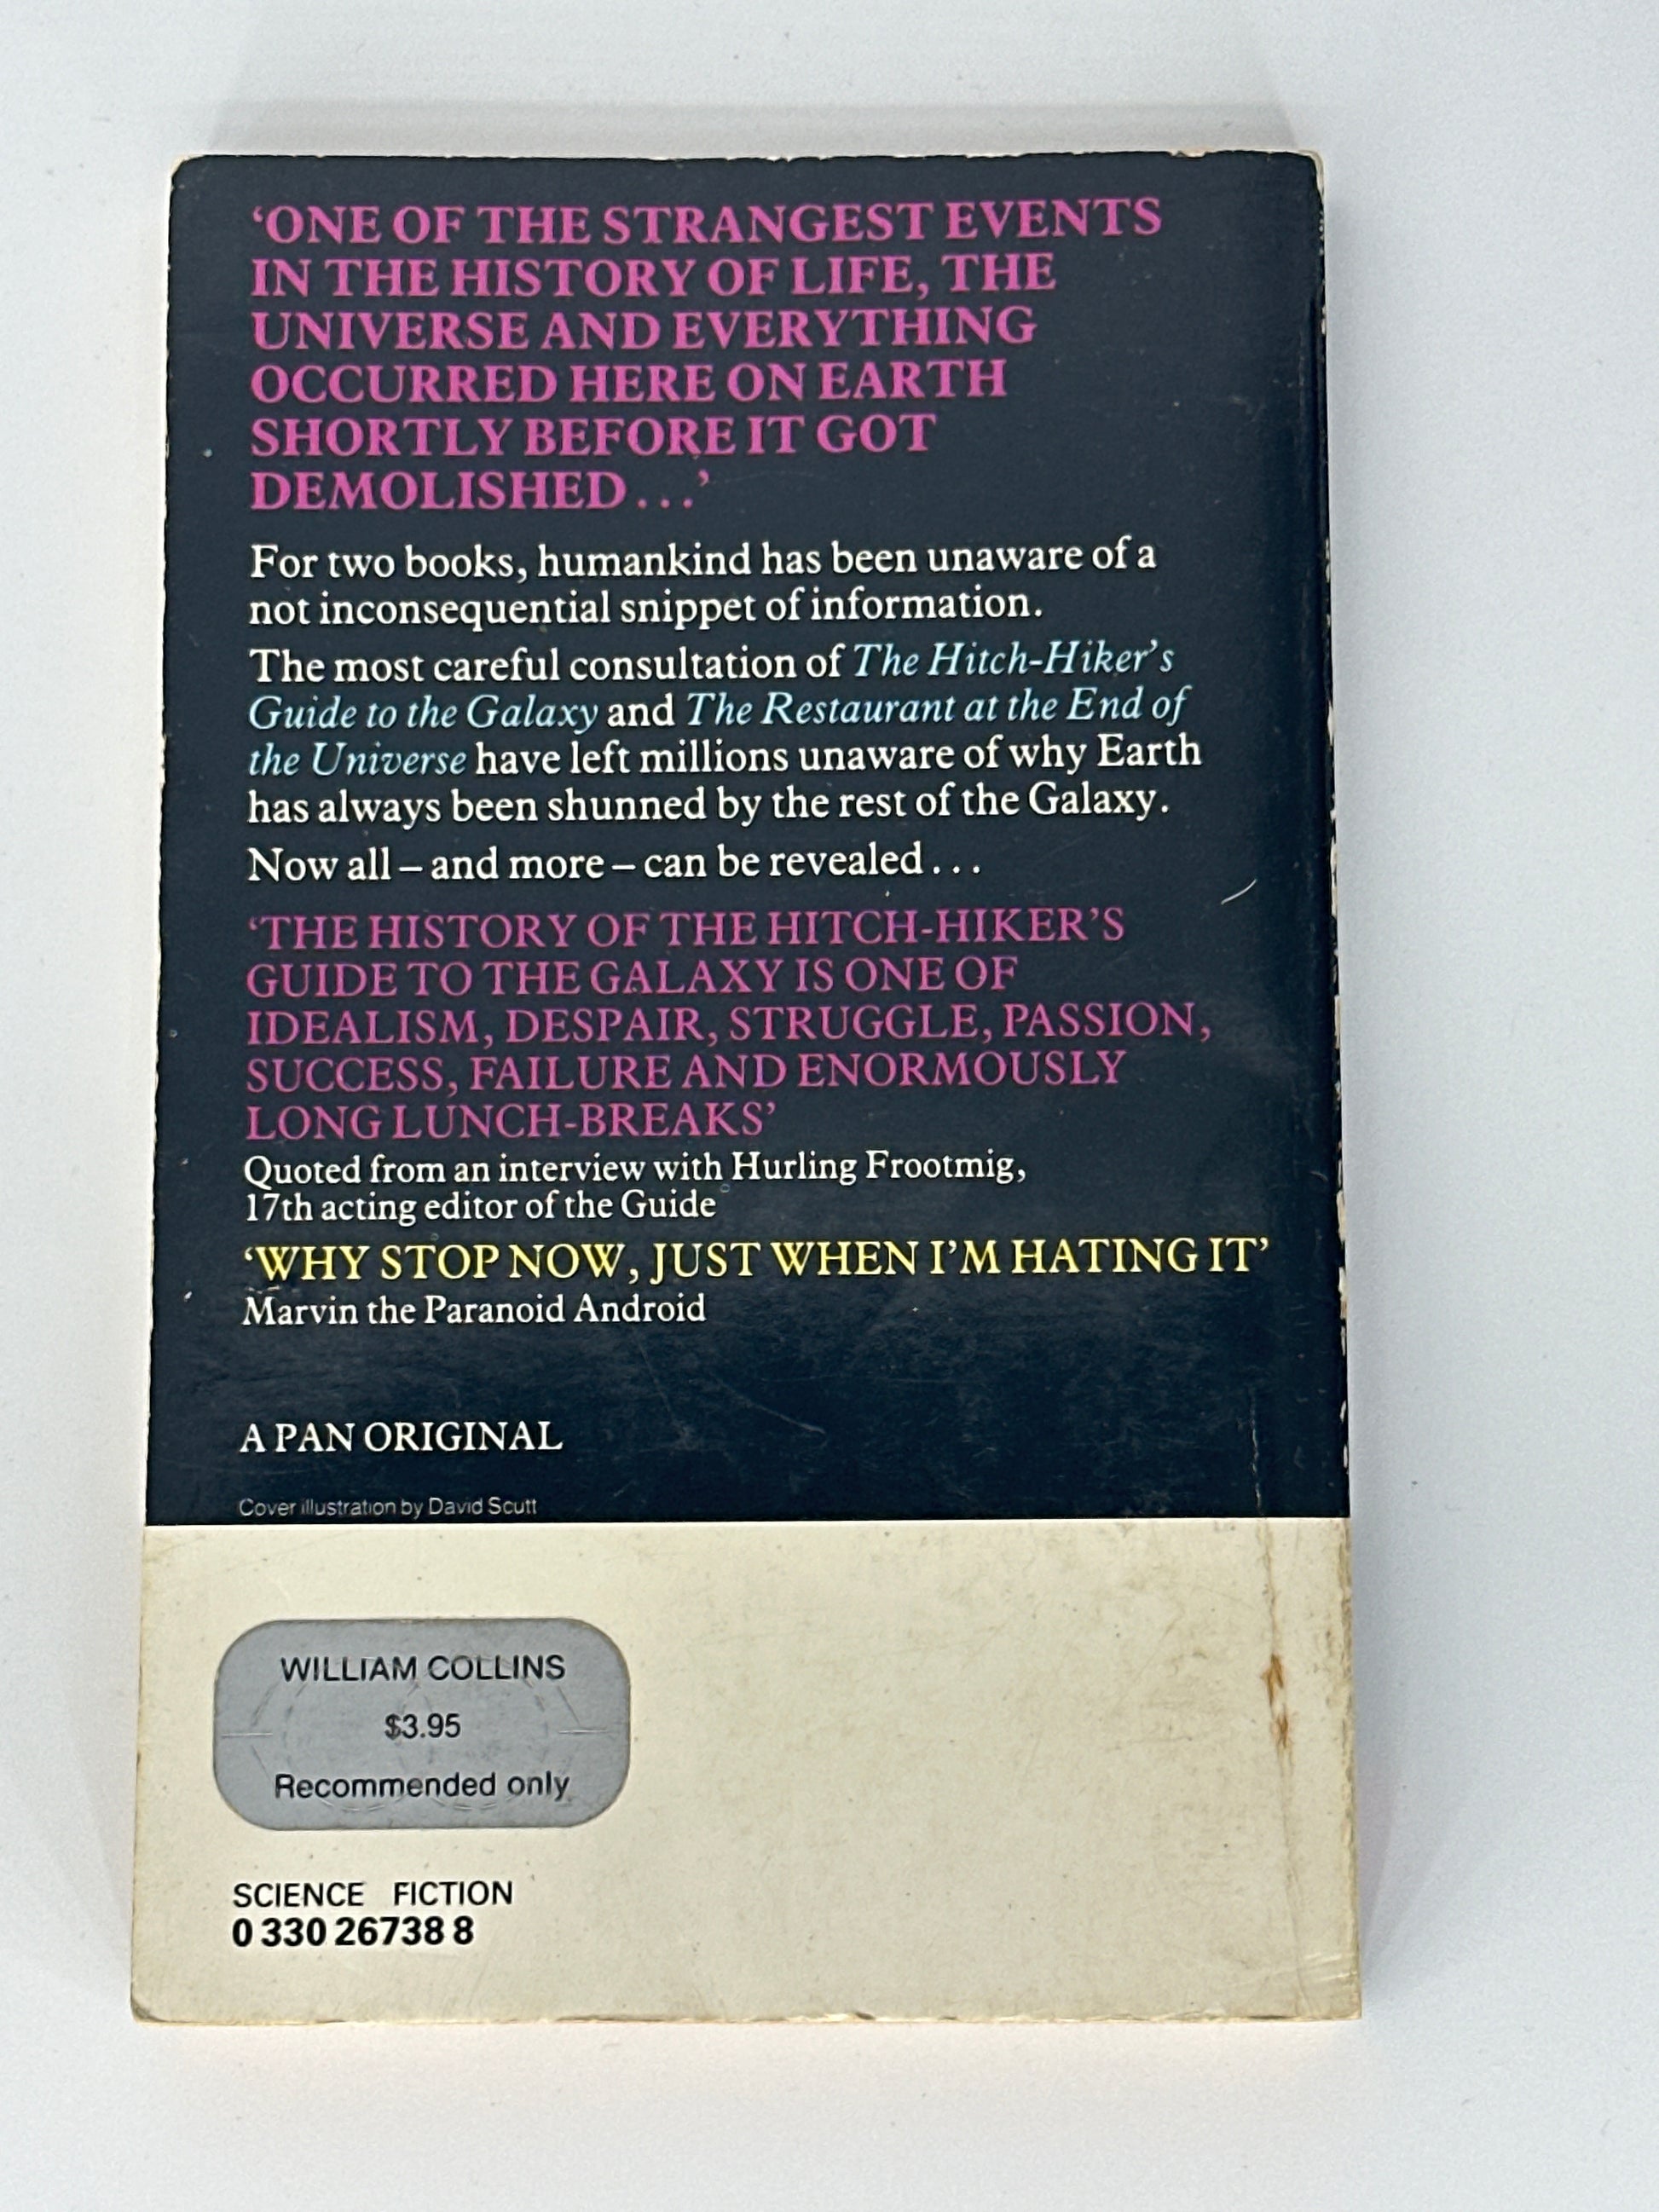 ‘ONE OF THE STRANGEST EVENTS
IN THE HISTORY OF LIFE, THE
UNIVERSE AND EVERYTHING
OCCURRED HERE ON EARTH
SHORTLY BEFORE IT GOT
DEMOLISHED...’
For two books, humankind has been unaware of a
not inconsequential snippet of information.
The most careful consultation of The Hitch-Hiker’s
Guide to the Galaxy and The Restaurant at the End of
the Universe have left millions unaware of why Earth
has always been shunned by the rest of the Galaxy.
Now all – and more – can be revealed...
‘THE HISTORY OF THE HITCH-HIKER’S
GUIDE TO THE GALAXY IS ONE OF
IDEALISM, DESPAIR, STRUGGLE, PASSION,
SUCCESS, FAILURE AND ENORMOUSLY
LONG LUNCH-BREAKS’
Quoted from an interview with Hurling Frootmig,
17th acting editor of the Guide
‘WHY STOP NOW, JUST WHEN I’M HATING IT’
Marvin the Paranoid Android
A PAN ORIGINAL
Cover illustration by David Scutt
WILLIAM COLLINS
$3.95
Recommended only
SCIENCE FICTION
0 330 26738 8